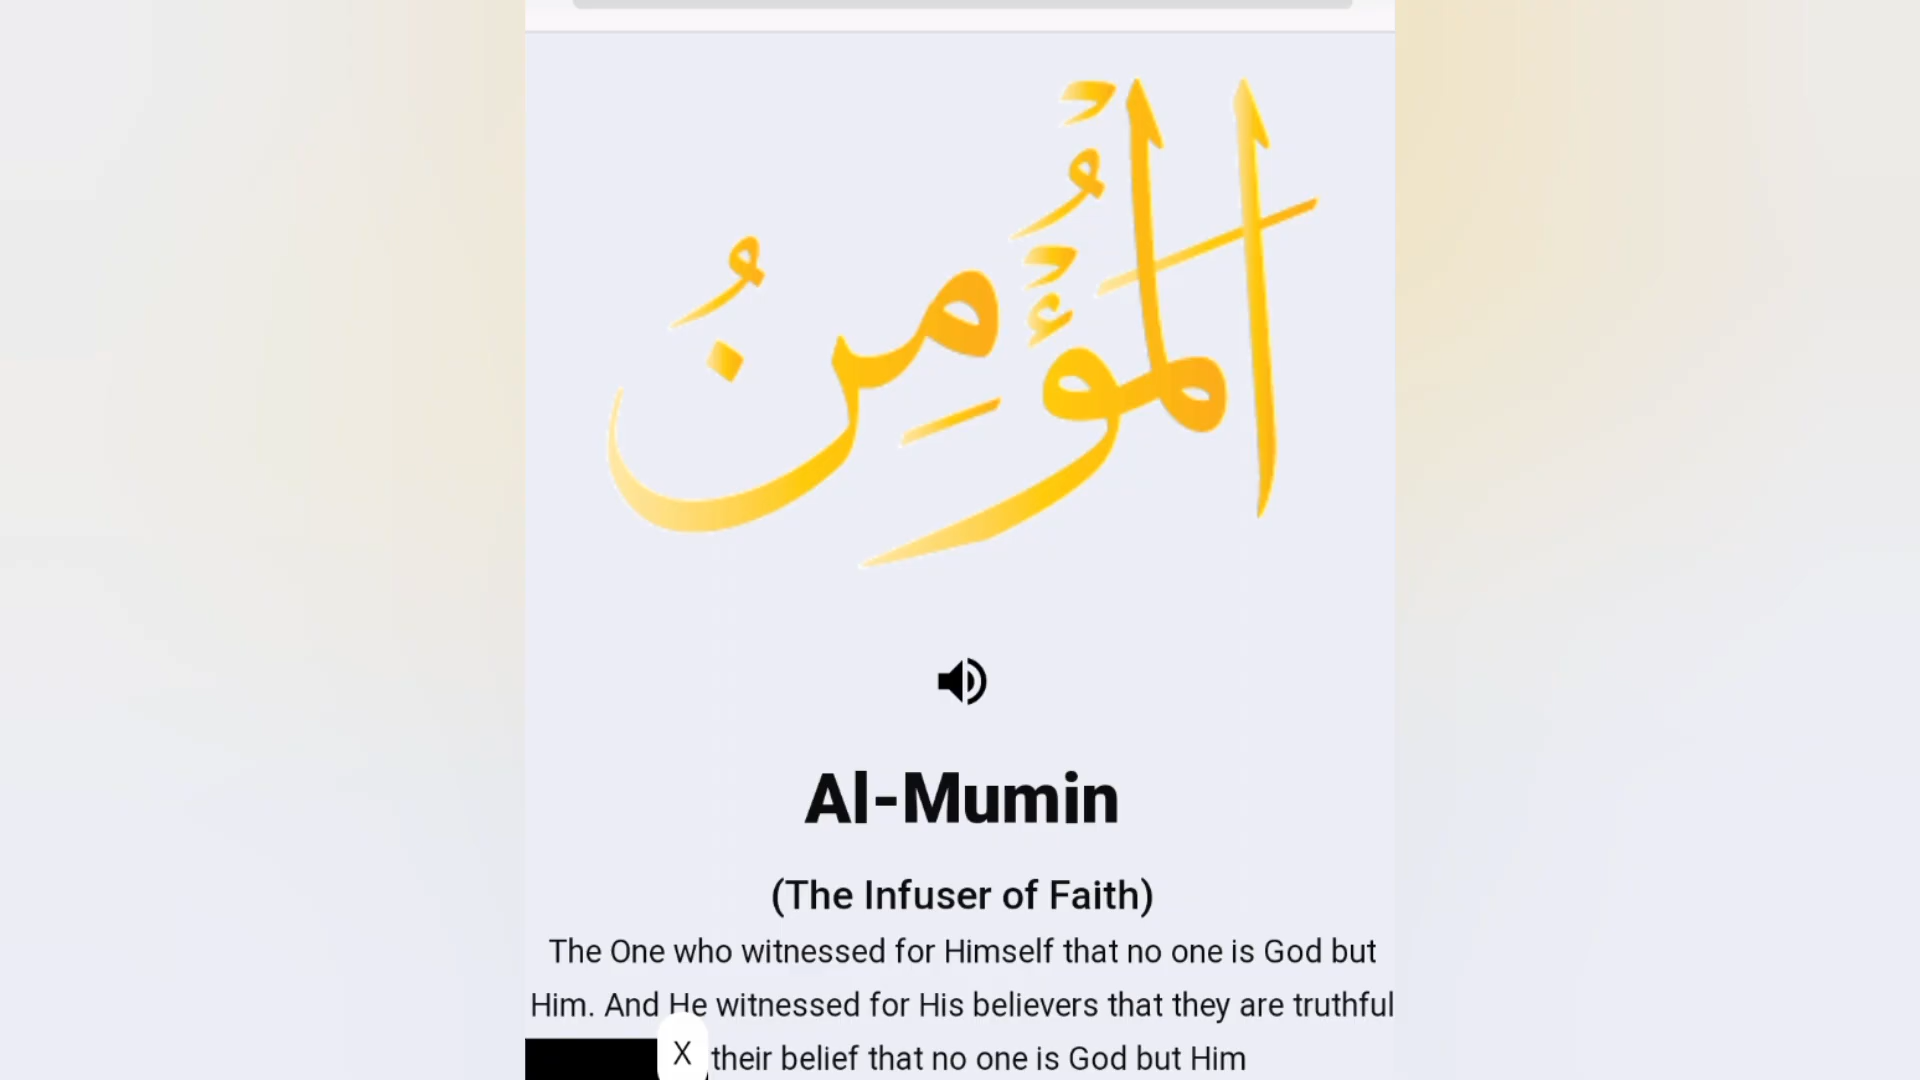 الْمُؤْمِنُ
Al-Mumin
(The Infuser of Faith)
The One who witnessed for Himself that no one is God but
Him. And He witnessed for His believers that they are truthful
X their belief that no one is God but Him